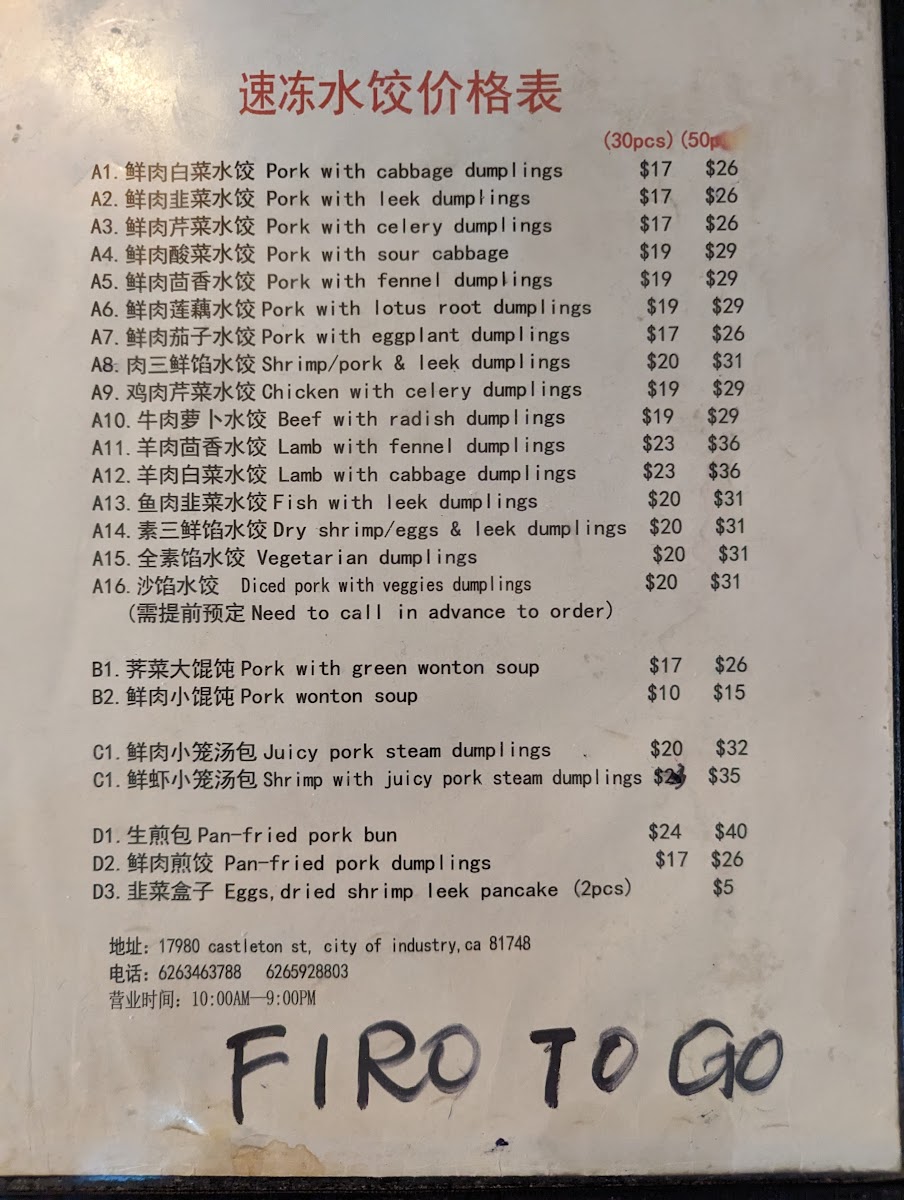 速冻水饺价格表
(30pcs) (50p
A1. 鲜肉白菜水饺 Pork with cabbage dumplings $17 $26
A2. 鲜肉韭菜水饺 Pork with leek dumplings $17 $26
A3. 鲜肉芹菜水饺 Pork with celery dumplings $17 $26
A4. 鲜肉酸菜水饺 Pork with sour cabbage $19 $29
A5. 鲜肉茴香水饺 Pork with fennel dumplings $19 $29
A6. 鲜肉莲藕水饺 Pork with lotus root dumplings $19 $29
A7. 鲜肉茄子水饺 Pork with eggplant dumplings $17 $26
A8. 肉三鲜馅水饺 Shrimp/pork & leek dumplings $20 $31
A9. 鸡肉芹菜水饺 Chicken with celery dumplings $19 $29
A10. 牛肉萝卜水饺 Beef with radish dumplings $19 $29
A11. 羊肉茴香水饺 Lamb with fennel dumplings $23 $36
A12. 羊肉白菜水饺 Lamb with cabbage dumplings $23 $36
A13. 鱼肉韭菜水饺 Fish with leek dumplings $20 $31
A14. 素三鲜馅水饺 Dry shrimp/eggs & leek dumplings $20 $31
A15. 全素馅水饺 Vegetarian dumplings $20 $31
A16. 沙馅水饺 Diced pork with veggies dumplings $20 $31
(需提前预定 Need to call in advance to order)
B1. 荠菜大馄饨 Pork with green wonton soup $17 $26
B2. 鲜肉小馄饨 Pork wonton soup $10 $15
C1. 鲜肉小笼汤包 Juicy pork steam dumplings $20 $32
C1. 鲜虾小笼汤包 Shrimp with juicy pork steam dumplings $35
D1. 生煎包 Pan-fried pork bun $24 $40
D2. 鲜肉煎饺 Pan-fried pork dumplings $17 $26
D3. 韭菜盒子 Eggs,dried shrimp leek pancake (2pcs) $5
地址: 17980 castleton st, city of industry,ca 81748
电话: 6263463788 6265928803
营业时间: 10:00AM—9:00PM
FIRO TO GO